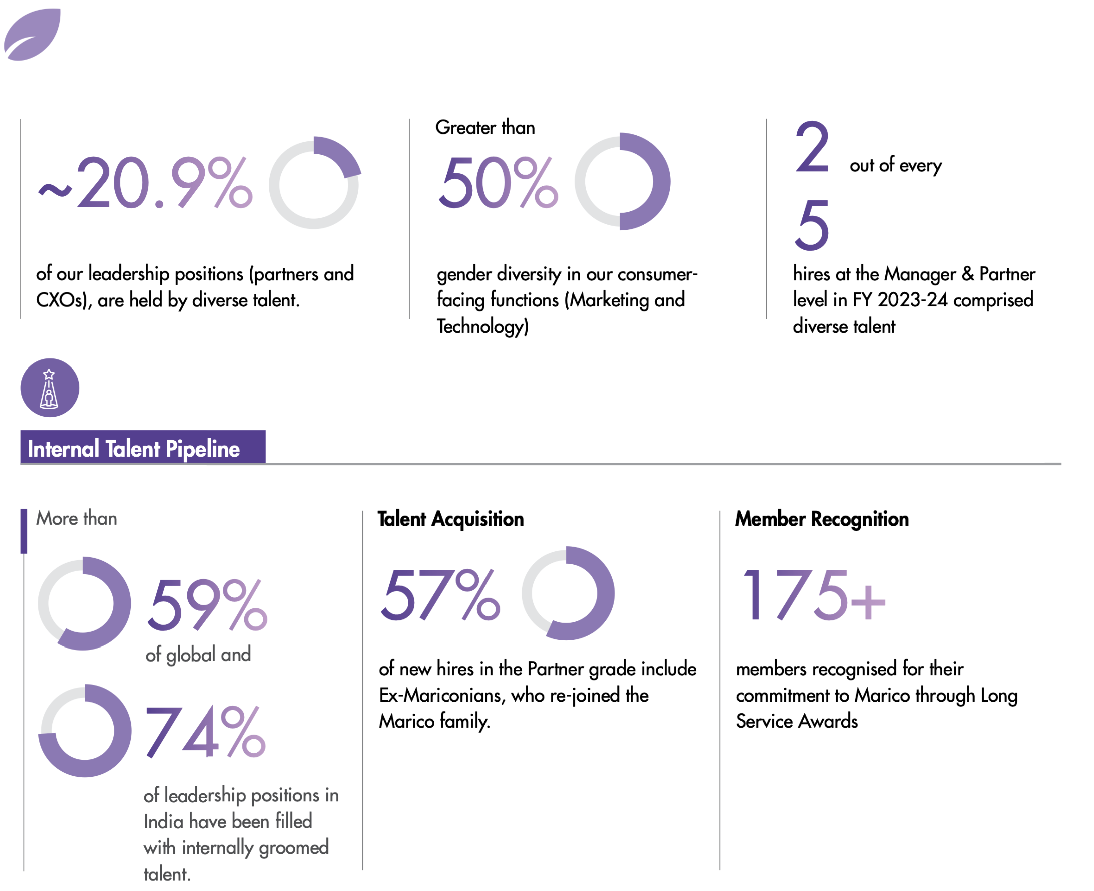 ~20.9%
of our leadership positions (partners and
CXOs), are held by diverse talent.
Greater than
50%
gender diversity in our consumer-
facing functions (Marketing and
Technology)
2 out of every
5
hires at the Manager & Partner
level in FY 2023-24 comprised
diverse talent
Internal Talent Pipeline
More than
59%
of global and
74%
of leadership positions in
India have been filled
with internally groomed
talent.
Talent Acquisition
57%
of new hires in the Partner grade include
Ex-Mariconians, who re-joined the
Marico family.
Member Recognition
175+
members recognised for their
commitment to Marico through Long
Service Awards